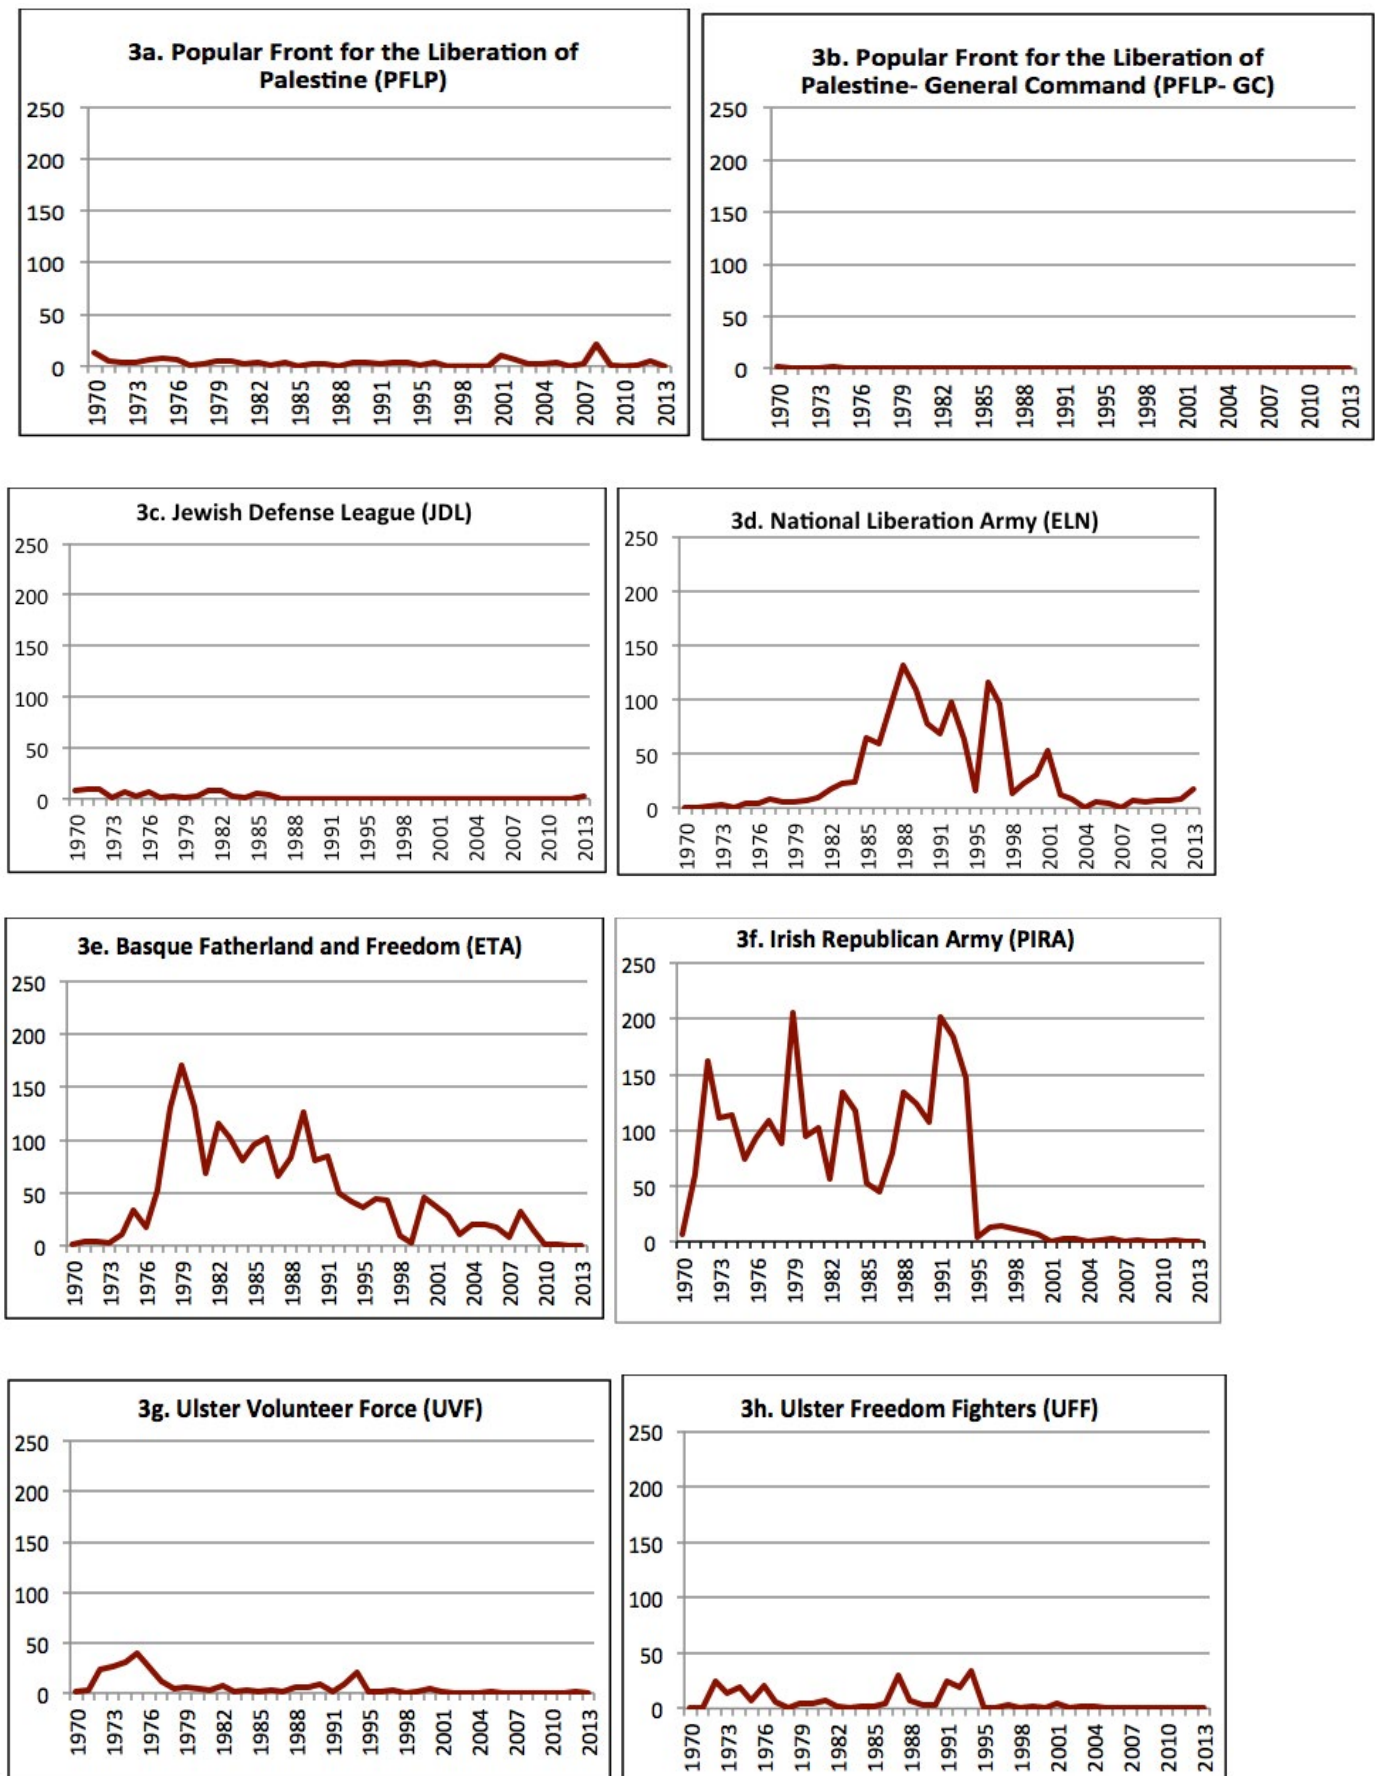 3a. Popular Front for the Liberation of
Palestine (PFLP)
250
200
150
100
50
0
1970 1973 1976 1979 1982 1985 1988 1991 1995 1998 2001 2004 2007 2010 2013
3b. Popular Front for the Liberation of
Palestine- General Command (PFLP- GC)
250
200
150
100
50
0
1970 1973 1976 1979 1982 1985 1988 1991 1995 1998 2001 2004 2007 2010 2013
3c. Jewish Defense League (JDL)
250
200
150
100
50
0
1970 1973 1976 1979 1982 1985 1988 1991 1995 1998 2001 2004 2007 2010 2013
3d. National Liberation Army (ELN)
250
200
150
100
50
0
1970 1973 1976 1979 1982 1985 1988 1991 1995 1998 2001 2004 2007 2010 2013
3e. Basque Fatherland and Freedom (ETA)
250
200
150
100
50
0
1970 1973 1976 1979 1982 1985 1988 1991 1995 1998 2001 2004 2007 2010 2013
3f. Irish Republican Army (PIRA)
250
200
150
100
50
0
1970 1973 1976 1979 1982 1985 1988 1991 1995 1998 2001 2004 2007 2010 2013
3g. Ulster Volunteer Force (UVF)
250
200
150
100
50
0
1970 1973 1976 1979 1982 1985 1988 1991 1995 1998 2001 2004 2007 2010 2013
3h. Ulster Freedom Fighters (UFF)
250
200
150
100
50
0
1970 1973 1976 1979 1982 1985 1988 1991 1995 1998 2001 2004 2007 2010 2013